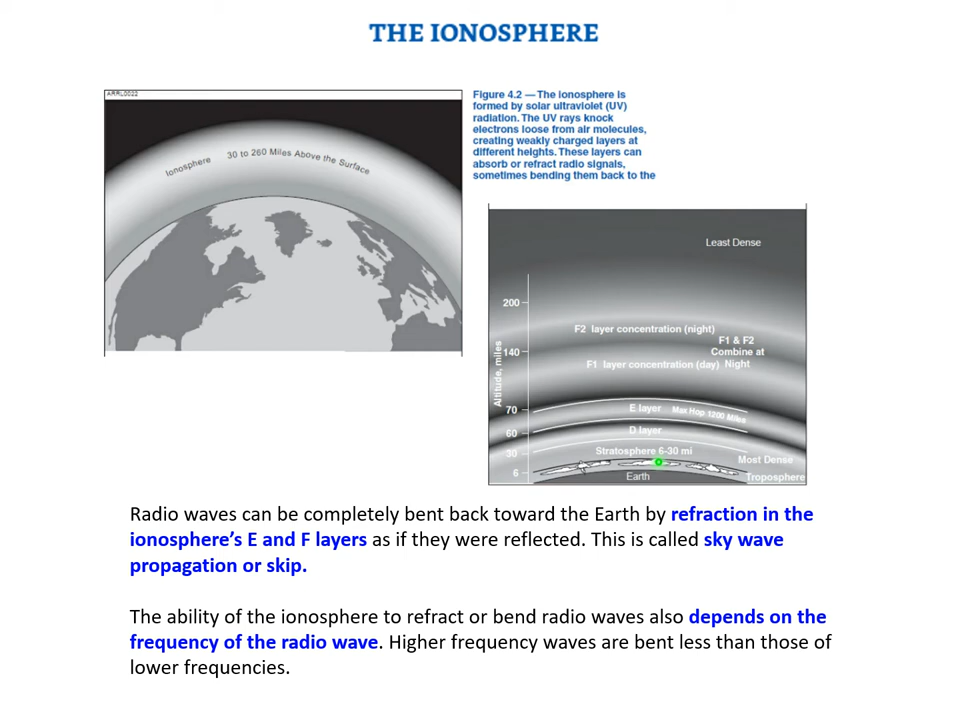 THE IONOSPHERE
ARRL0022
Ionosphere 30 to 260 Miles Above the Surface
Figure 4.2 — The ionosphere is
formed by solar ultraviolet (UV)
radiation. The UV rays knock
electrons loose from air molecules,
creating weakly charged layers at
different heights. These layers can
absorb or refract radio signals,
sometimes bending them back to the
Least Dense
200
F2 layer concentration (night)
F1 & F2
Combine at
Night
140
F1 layer concentration (day)
Altitude, miles
70
E layer Max Hop 1200 Miles
60
D layer
30
Stratosphere 6-30 mi
Most Dense
6
Earth
Troposphere
Radio waves can be completely bent back toward the Earth by refraction in the
ionosphere’s E and F layers as if they were reflected. This is called sky wave
propagation or skip.
The ability of the ionosphere to refract or bend radio waves also depends on the
frequency of the radio wave. Higher frequency waves are bent less than those of
lower frequencies.